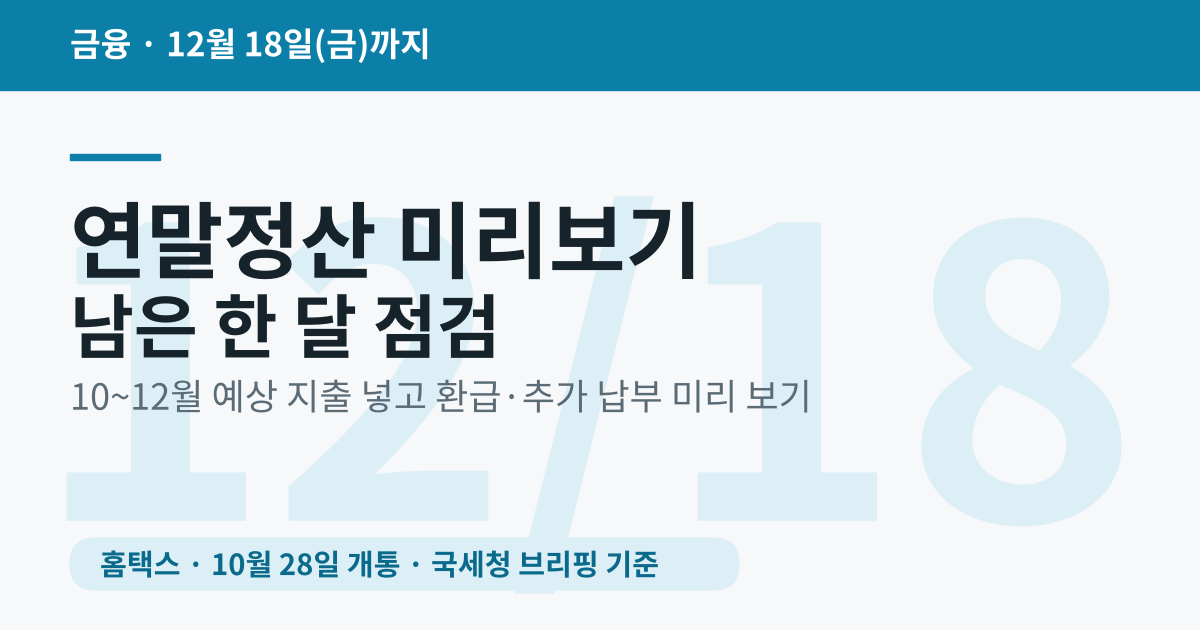 금융 · 12월 18일(금)까지
12/18
연말정산 미리보기
남은 한 달 점검
10~12월 예상 지출 넣고 환급·추가 납부 미리 보기
홈택스 · 10월 28일 개통 · 국세청 브리핑 기준